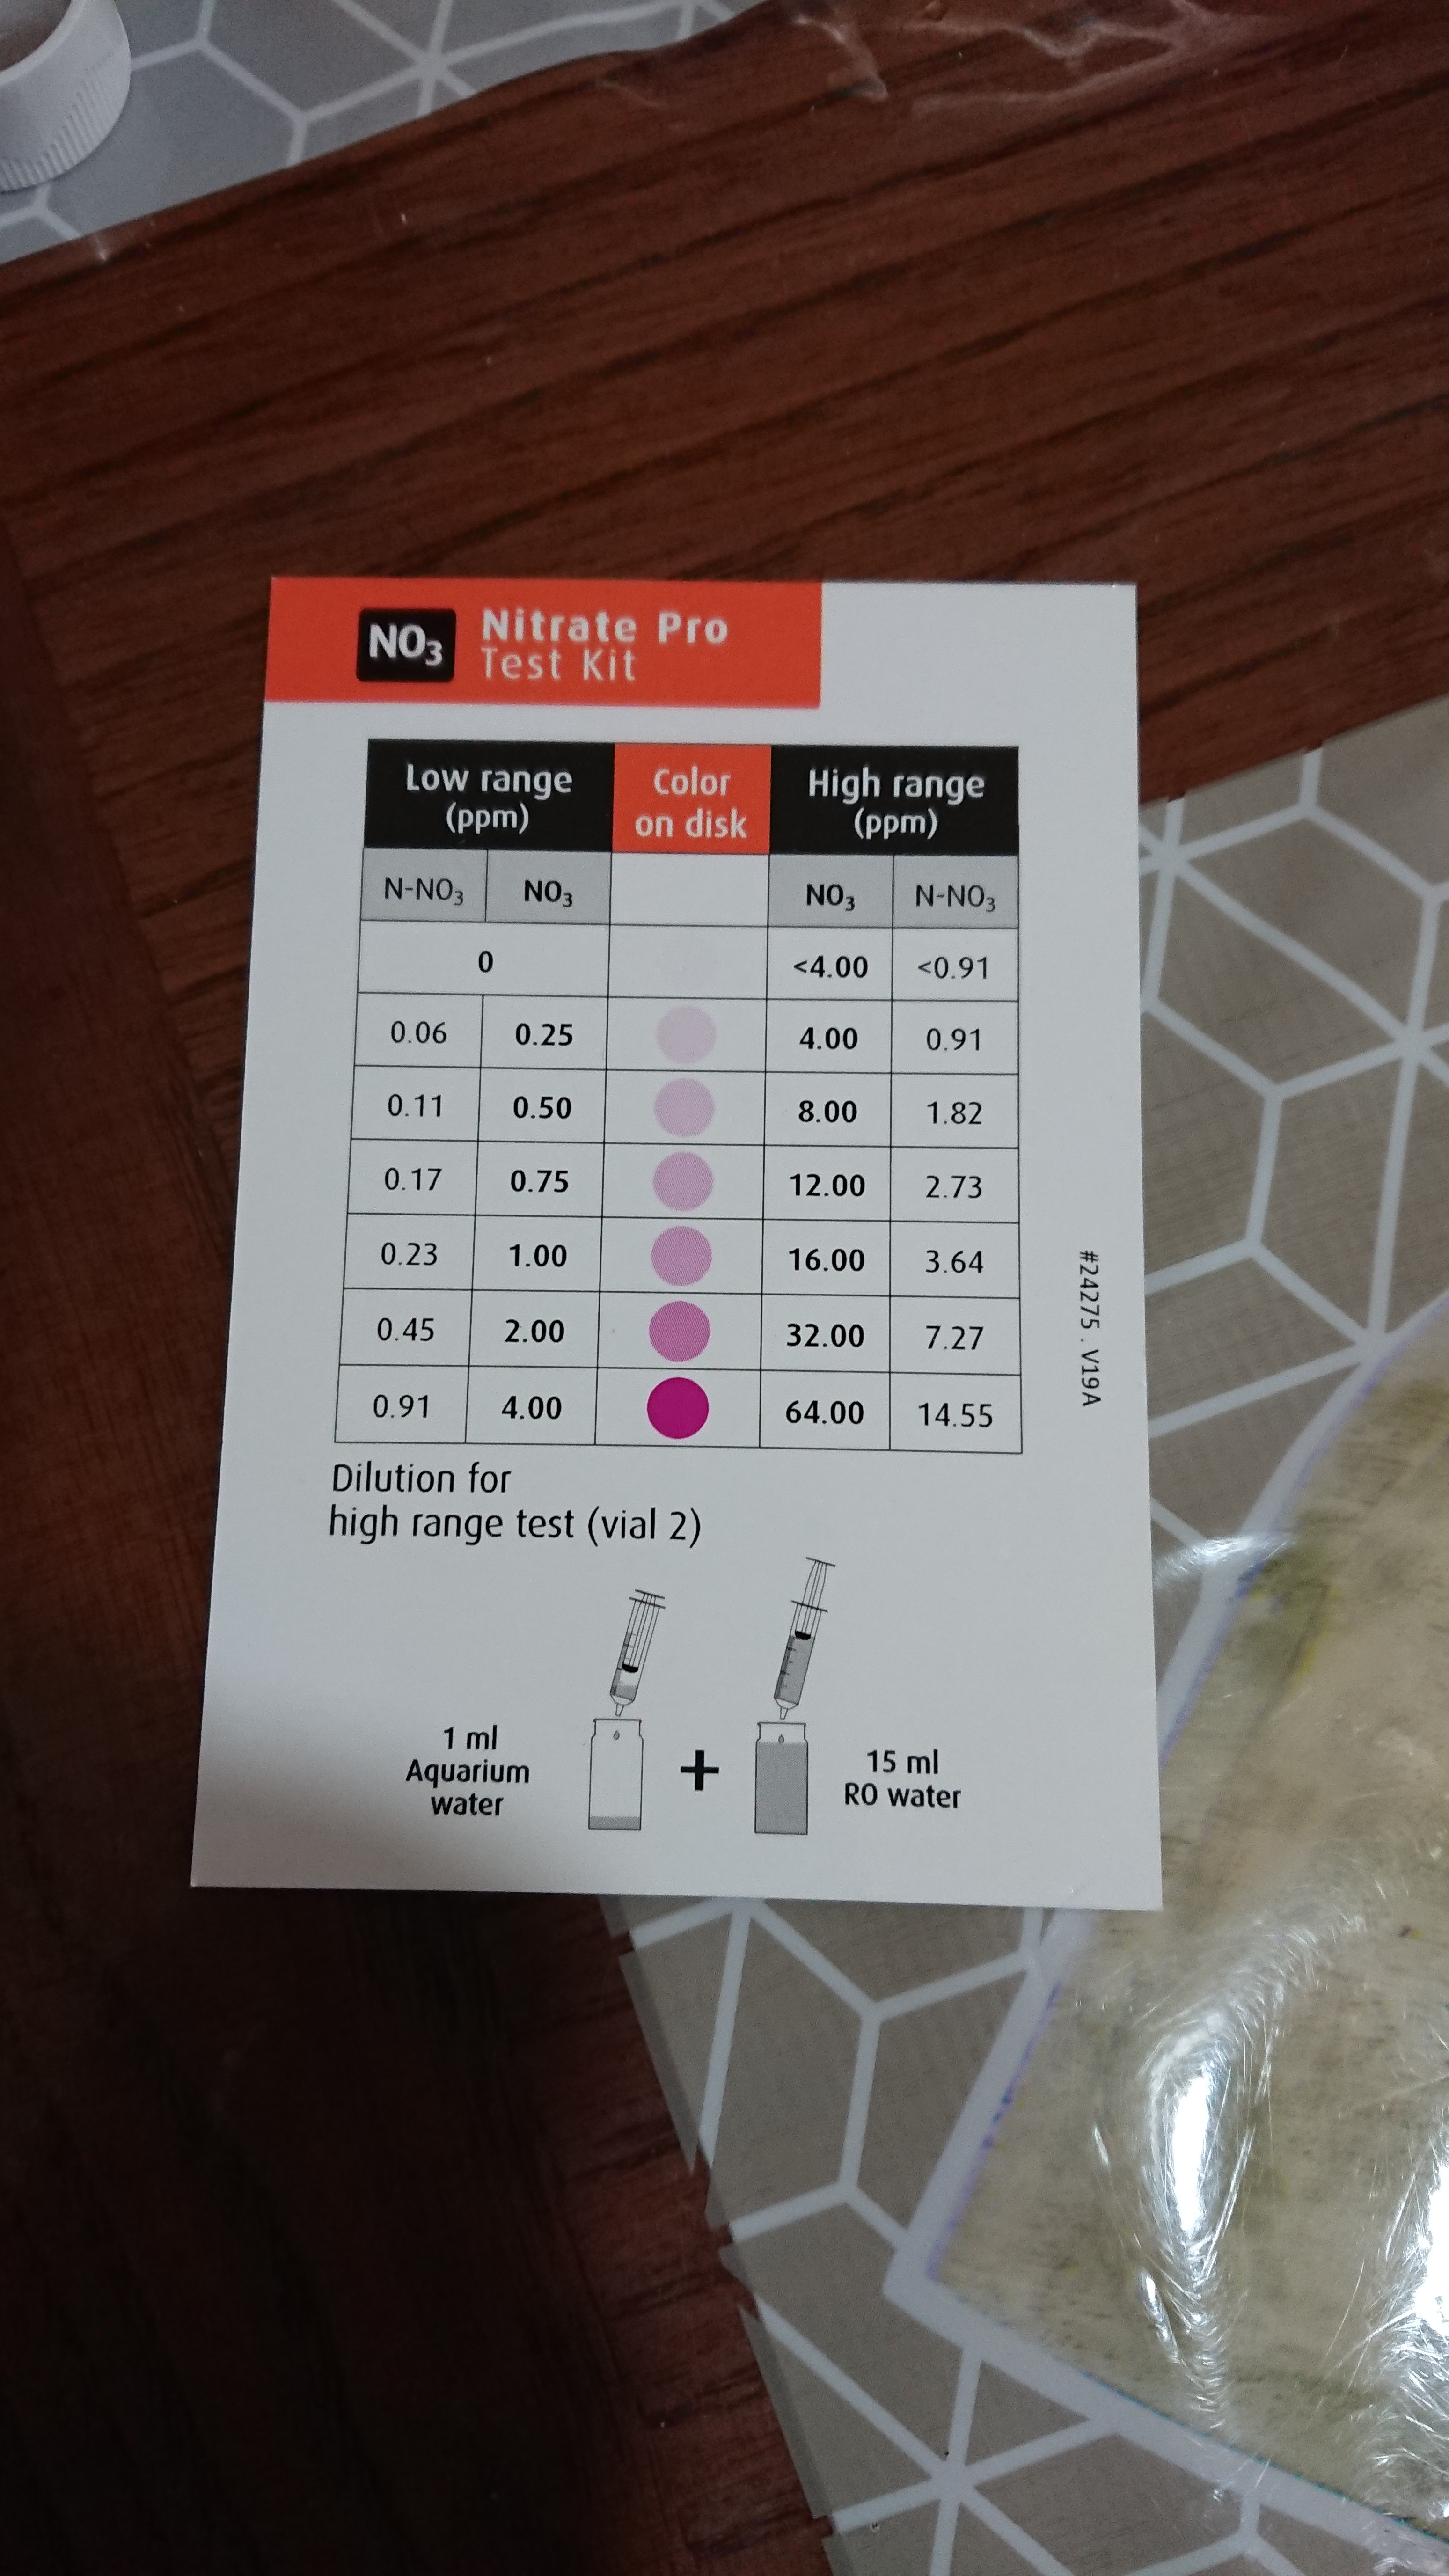 NO₃ Nitrate Pro
Test Kit
Low range (ppm) Color on disk High range (ppm)
N-NO₃ NO₃ NO₃ N-NO₃
0 <4.00 <0.91
0.06 0.25 4.00 0.91
0.11 0.50 8.00 1.82
0.17 0.75 12.00 2.73
0.23 1.00 16.00 3.64
0.45 2.00 32.00 7.27
0.91 4.00 64.00 14.55
#24275 . V19A
Dilution for
high range test (vial 2)
1 ml
Aquarium
water
+
15 ml
RO water